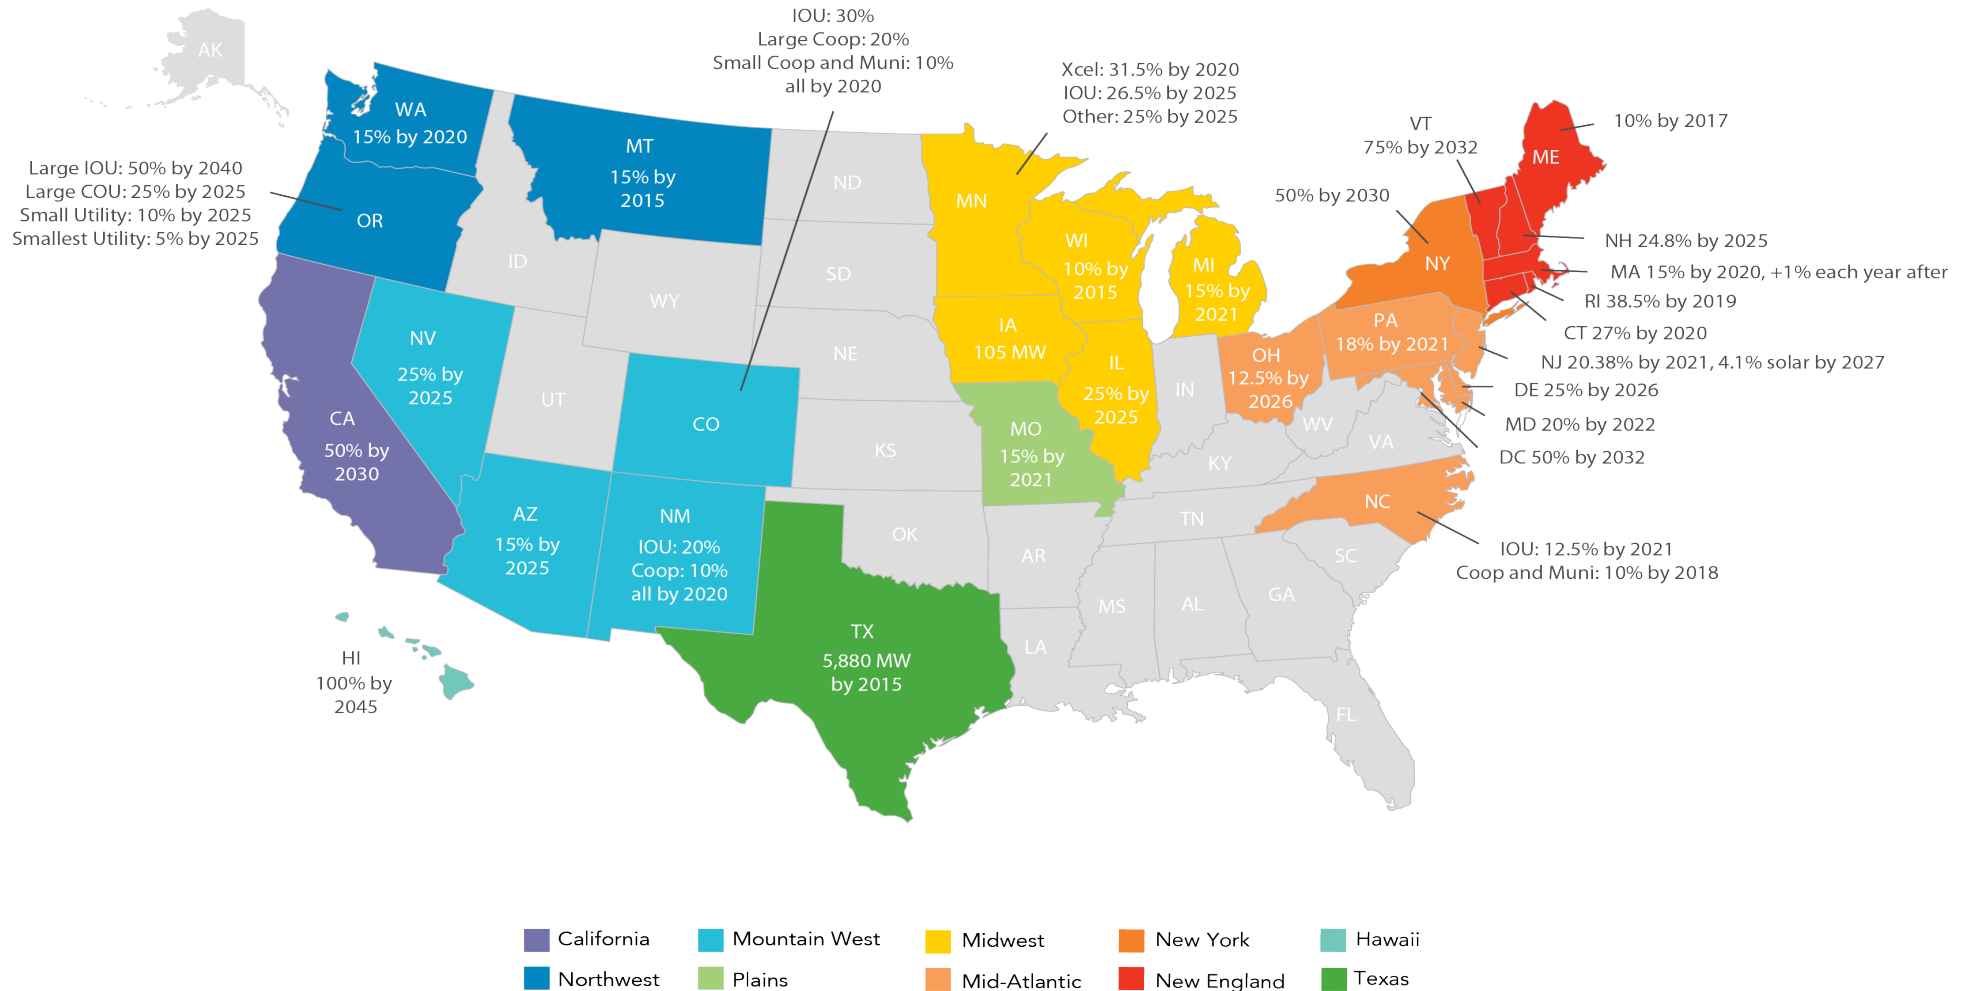 AK
IOU: 30%
Large Coop: 20%
Small Coop and Muni: 10%
all by 2020
Xcel: 31.5% by 2020
IOU: 26.5% by 2025
Other: 25% by 2025
WA
15% by 2020
MT
15% by
2015
Large IOU: 50% by 2040
Large COU: 25% by 2025
Small Utility: 10% by 2025
Smallest Utility: 5% by 2025
OR
ID
WY
ND
SD
NE
KS
OK
MN
WI
10% by
2015
MI
15% by
2021
IA
105 MW
IL
25% by
2025
IN
OH
12.5% by
2026
VT
75% by 2032
10% by 2017
ME
50% by 2030
NY
NH 24.8% by 2025
MA 15% by 2020, +1% each year after
RI 38.5% by 2019
CT 27% by 2020
PA
18% by 2021
NJ 20.38% by 2021, 4.1% solar by 2027
DE 25% by 2026
MD 20% by 2022
DC 50% by 2032
NV
25% by
2025
UT
CO
CA
50% by
2030
AZ
15% by
2025
NM
IOU: 20%
Coop: 10%
all by 2020
MO
15% by
2021
KY
WV
VA
TN
NC
IOU: 12.5% by 2021
Coop and Muni: 10% by 2018
AR
SC
MS
AL
GA
LA
FL
TX
5,880 MW
by 2015
HI
100% by
2045
California
Mountain West
Midwest
New York
Hawaii
Northwest
Plains
Mid-Atlantic
New England
Texas